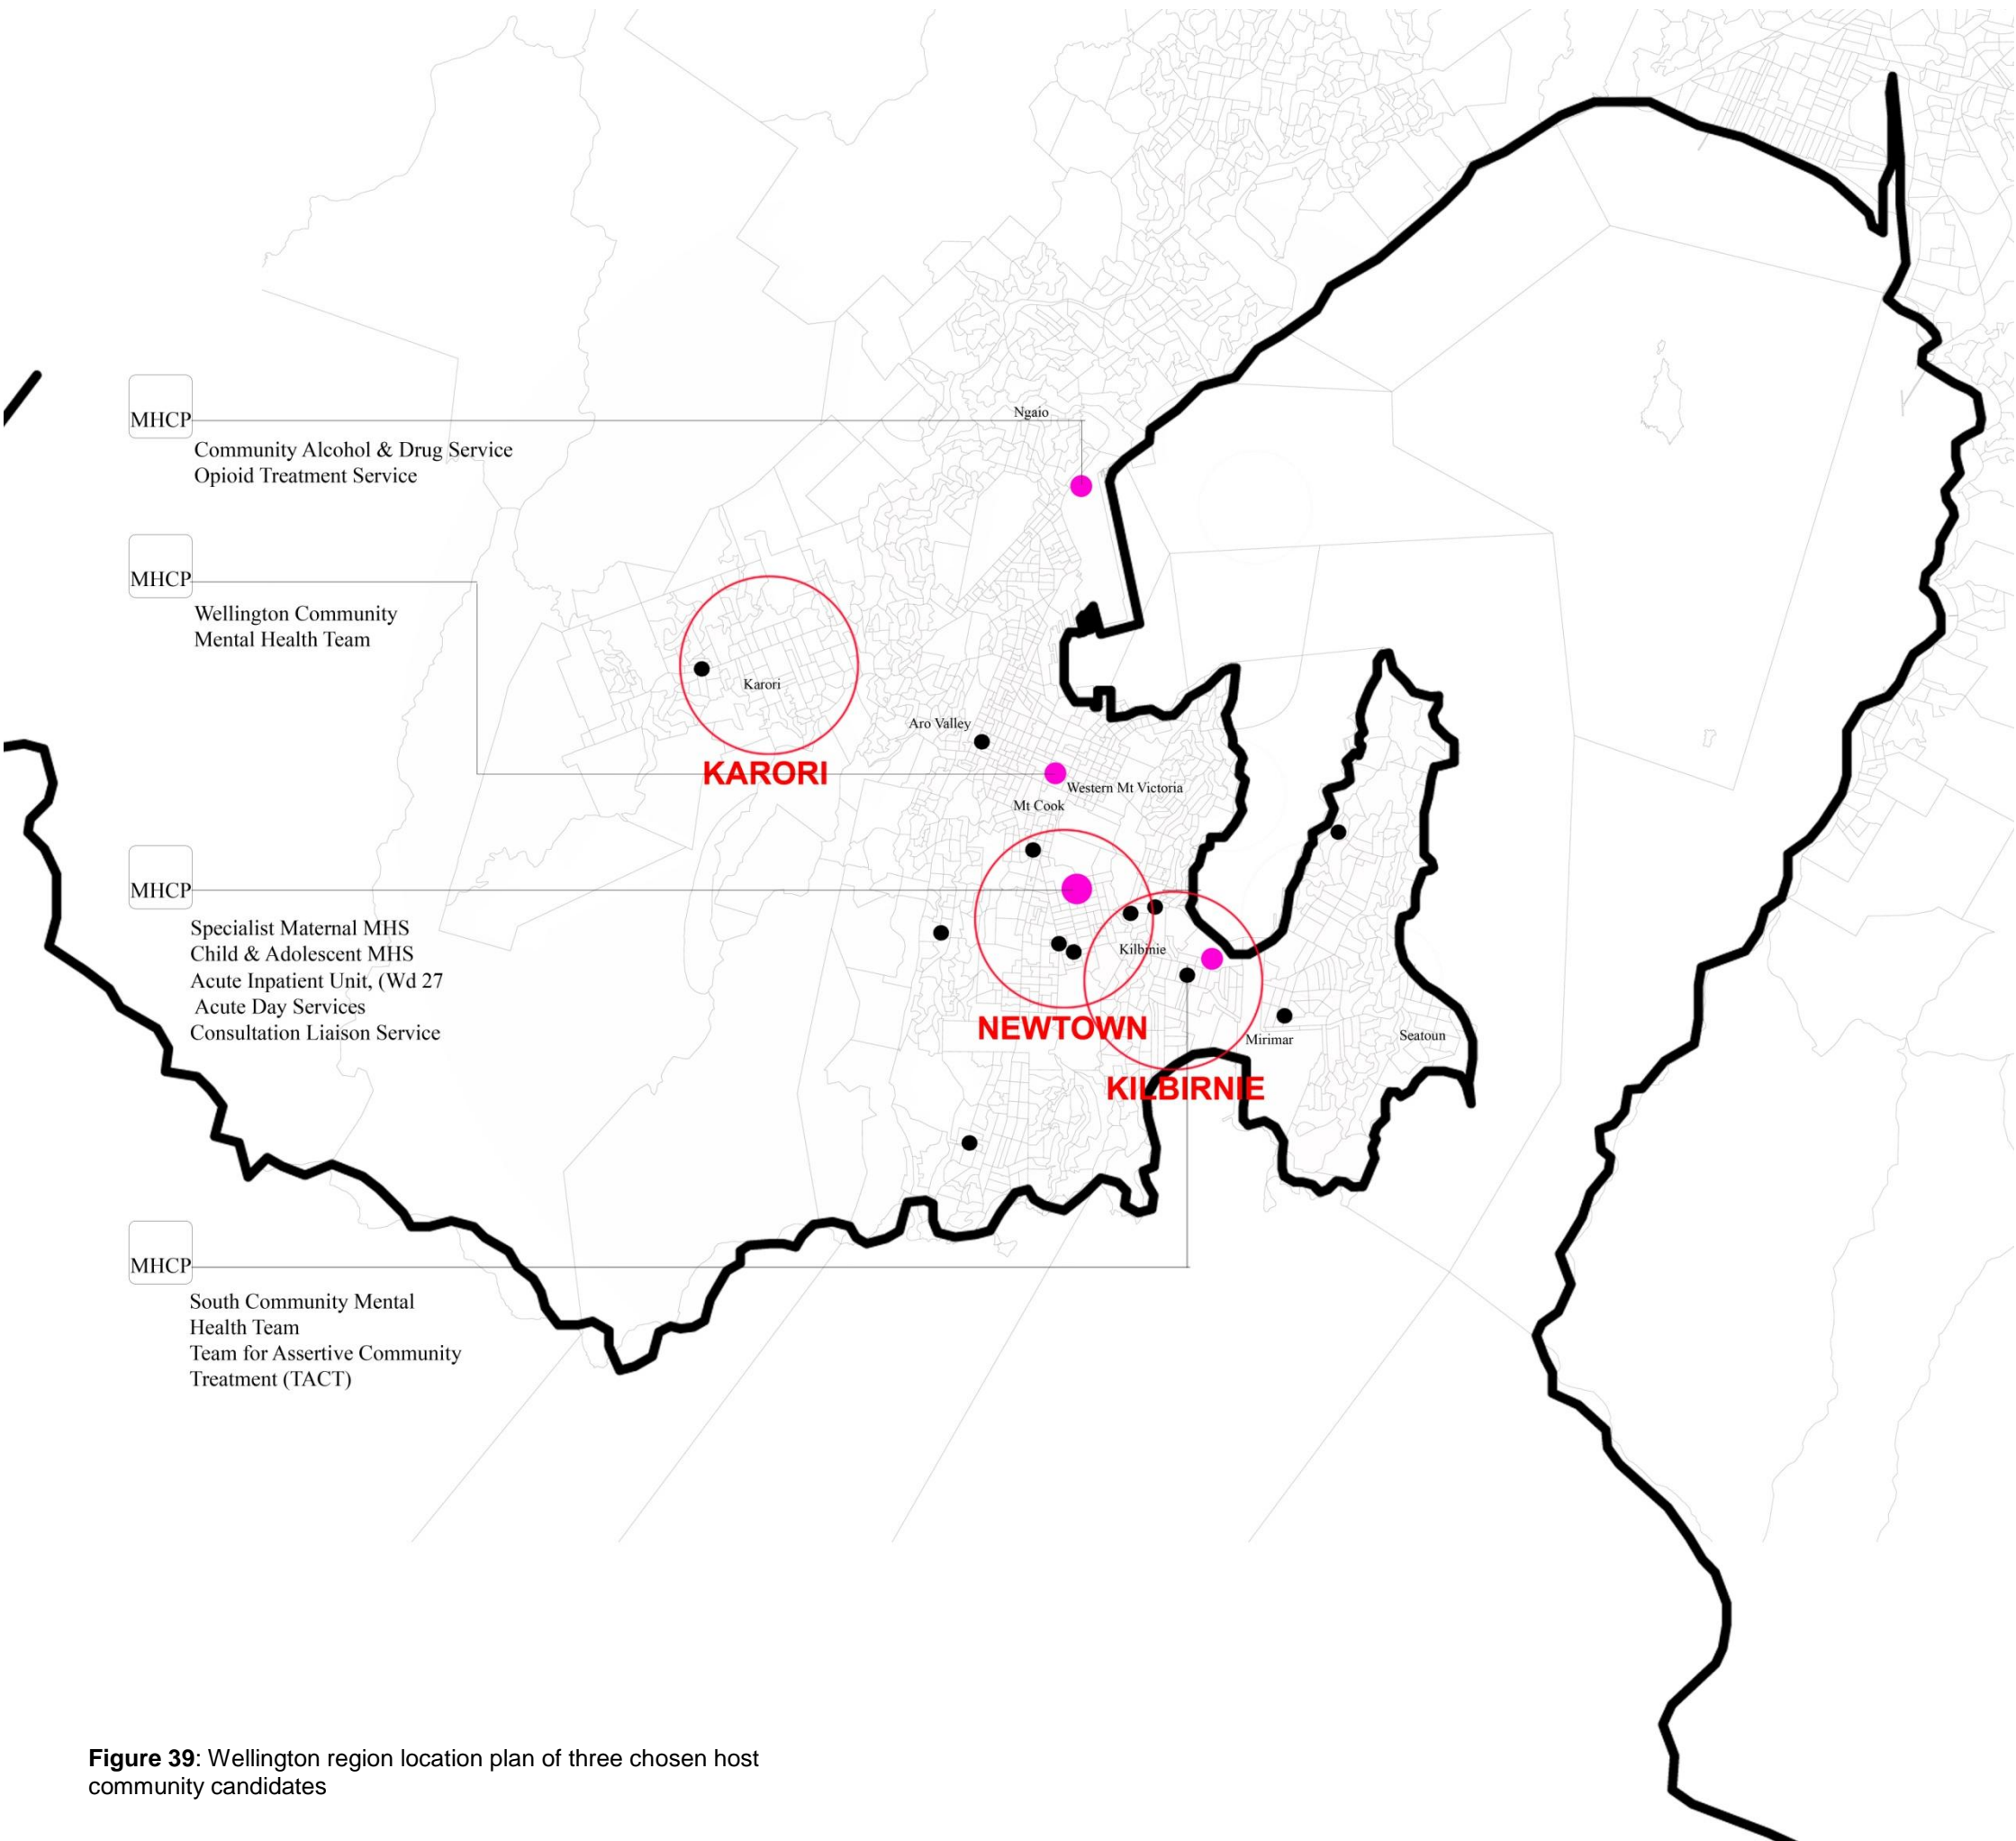 Ngaio
MHCP
Community Alcohol & Drug Service
Opioid Treatment Service
MHCP
Wellington Community
Mental Health Team
Karori
KARORI
Aro Valley
Western Mt Victoria
Mt Cook
MHCP
Specialist Maternal MHS
Child & Adolescent MHS
Acute Inpatient Unit, (Wd 27
Acute Day Services
Consultation Liaison Service
Kilbinie
NEWTOWN
Mirimar
Seatoun
KILBIRNIE
MHCP
South Community Mental
Health Team
Team for Assertive Community
Treatment (TACT)
Figure 39: Wellington region location plan of three chosen host
community candidates